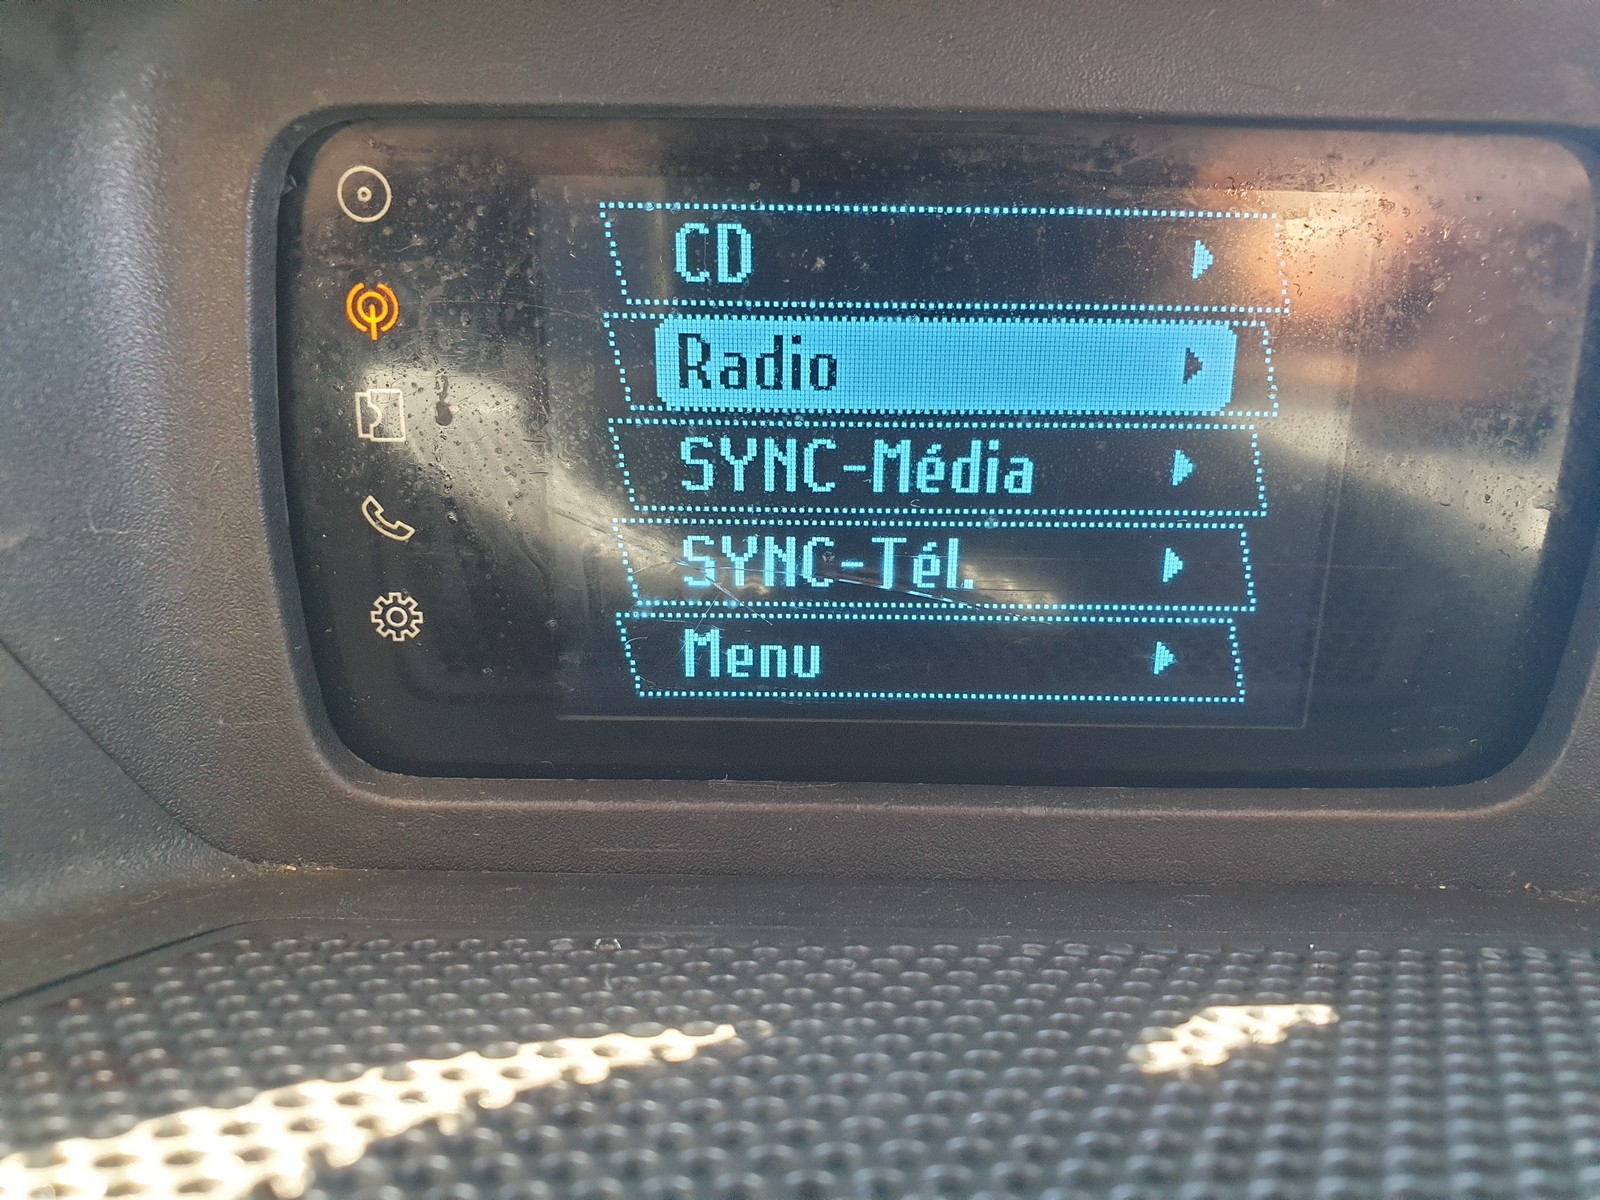 CD
Radio
SYNC-Média
SYNC-Tél.
Menu